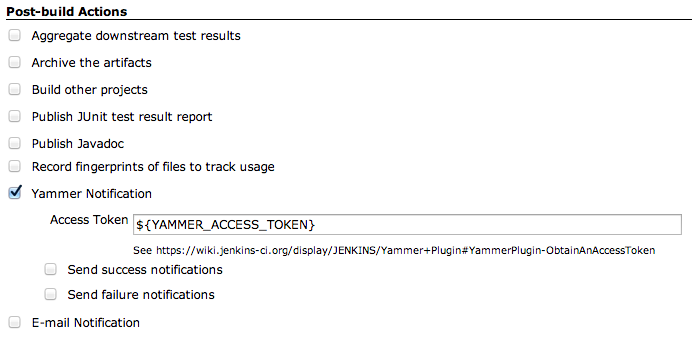 Post-build Actions
Aggregate downstream test results
Archive the artifacts
Build other projects
Publish JUnit test result report
Publish Javadoc
Record fingerprints of files to track usage
Yammer Notification
Access Token ${YAMMER_ACCESS_TOKEN}
See https://wiki.jenkins-ci.org/display/JENKINS/Yammer+Plugin#YammerPlugin-ObtainAnAccessToken
Send success notifications
Send failure notifications
E-mail Notification